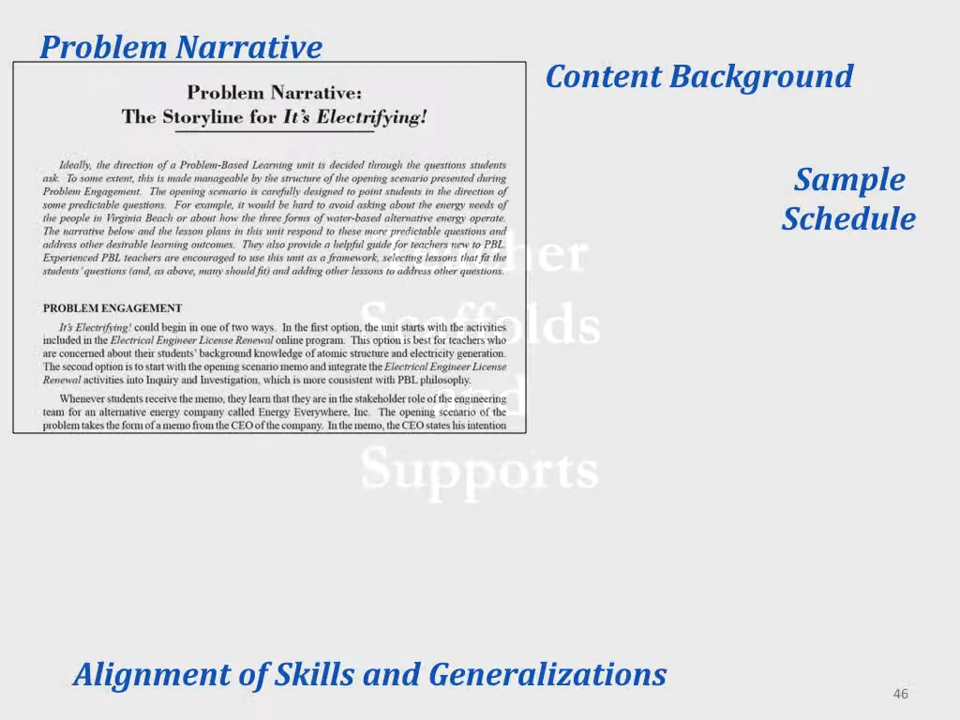 Problem Narrative
Content Background
Sample
Schedule
Problem Narrative:
The Storyline for It's Electrifying!
Ideally, the direction of a Problem-Based Learning unit is decided through the questions students
ask. To some extent, this is made manageable by the structure of the opening scenario presented during
Problem Engagement. The opening scenario is carefully designed to point students in the direction of
some predictable questions. For example, it would be hard to avoid asking about the energy needs of
the people in Virginia Beach or about how the three forms of water-based alternative energy operate.
The narrative below and the lesson plans in this unit respond to these more predictable questions and
address other desirable learning outcomes. They also provide a helpful guide for teachers new to PBL.
Experienced PBL teachers are encouraged to use this unit as a framework, selecting lessons that fit the
students' questions (and, as above, many should fit) and adding other lessons to address other questions.
PROBLEM ENGAGEMENT
It's Electrifying! could begin in one of two ways. In the first option, the unit starts with the activities
included in the Electrical Engineer License Renewal online program. This option is best for teachers who
are concerned about their students' background knowledge of atomic structure and electricity generation.
The second option is to start with the opening scenario memo and integrate the Electrical Engineer License
Renewal activities into Inquiry and Investigation, which is more consistent with PBL philosophy.
Whenever students receive the memo, they learn that they are in the stakeholder role of the engineering
team for an alternative energy company called Energy Everywhere, Inc. The opening scenario of the
problem takes the form of a memo from the CEO of the company. In the memo, the CEO states his intention
Scaffolds
and
Supports
Alignment of Skills and Generalizations
46